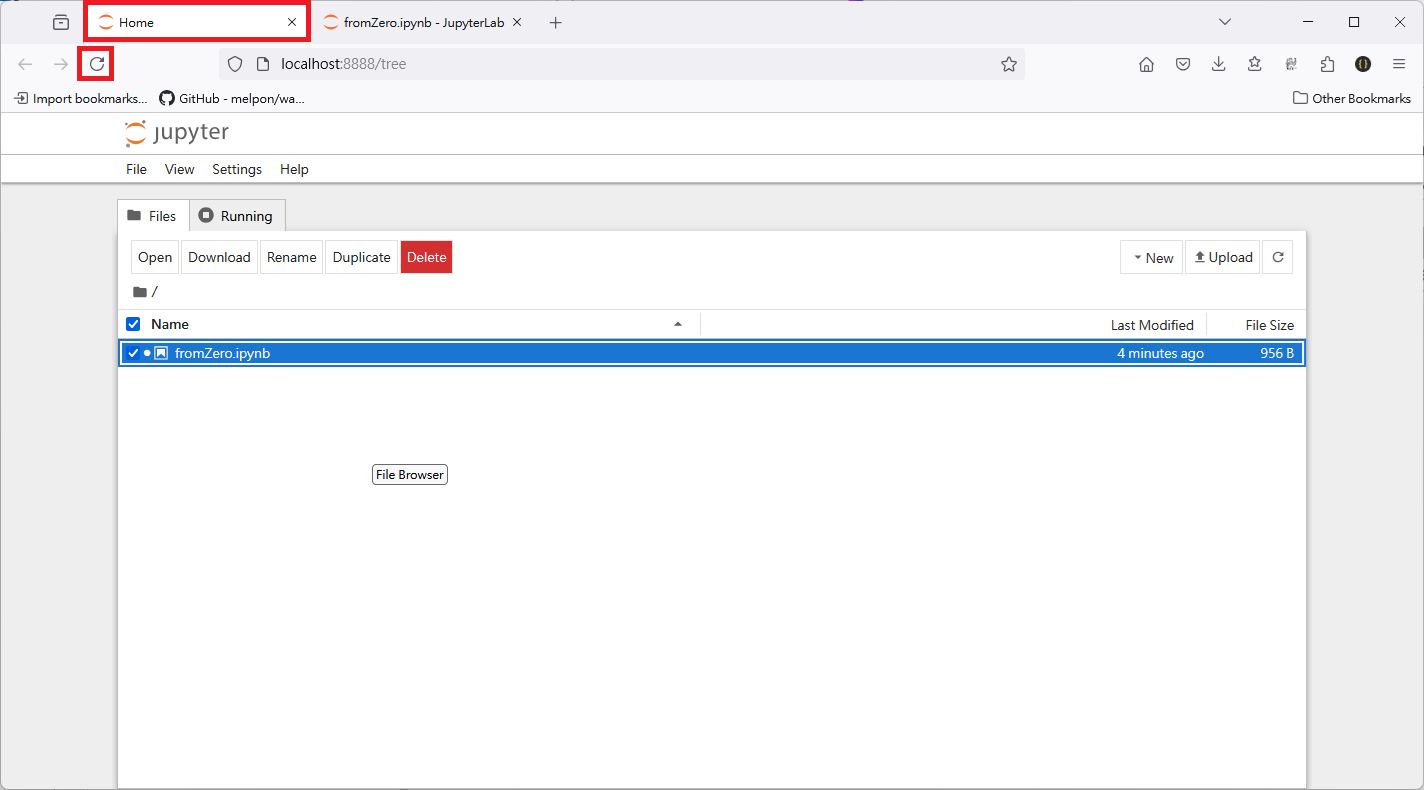 Home
fromZero.ipynb - JupyterLab
localhost:8888/tree
Import bookmarks...
GitHub - melpon/wa...
Other Bookmarks
jupyter
File View Settings Help
Files Running
Open Download Rename Duplicate Delete New Upload
/
Name Last Modified File Size
fromZero.ipynb 4 minutes ago 956 B
File Browser